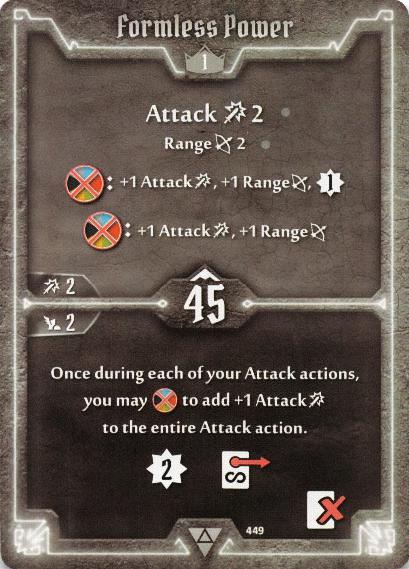 Formless Power
1
Attack 2
Range 2
: +1 Attack, +1 Range, 1
: +1 Attack, +1 Range
2
45
2
Once during each of your Attack actions,
you may to add +1 Attack
to the entire Attack action.
2 S
449